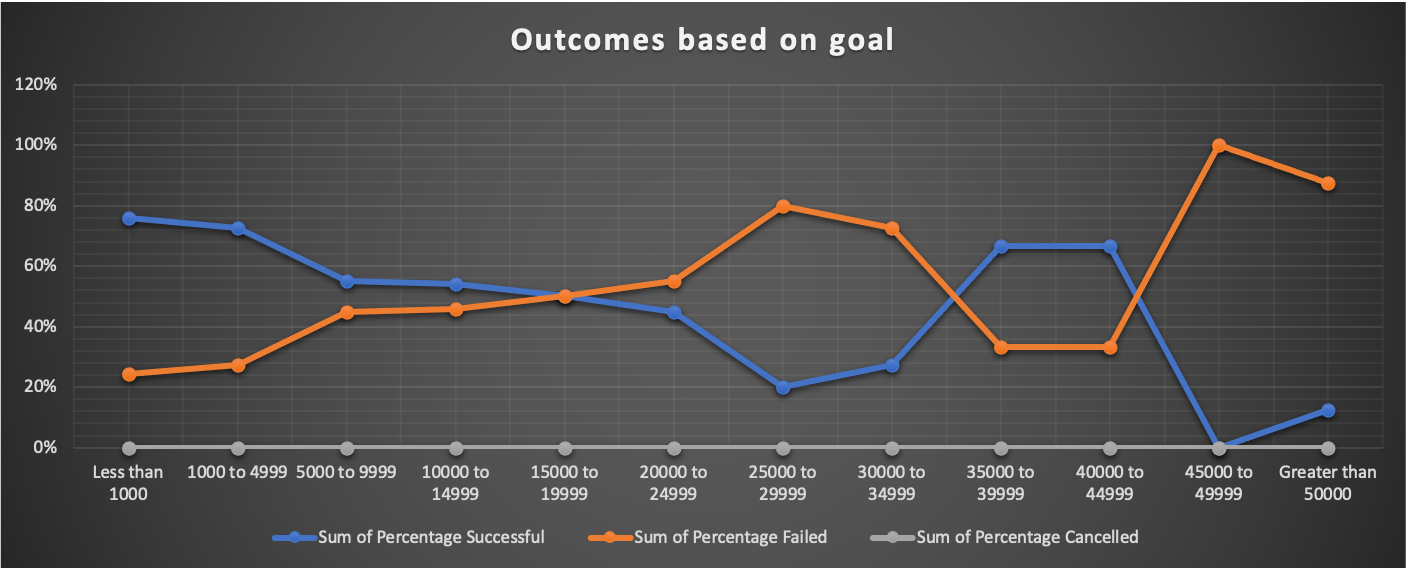 Outcomes based on goal
120%
100%
80%
60%
40%
20%
0%
Less than
1000
1000 to 4999
5000 to 9999
10000 to
14999
15000 to
19999
20000 to
24999
25000 to
29999
30000 to
34999
35000 to
39999
40000 to
44999
45000 to
49999
Greater than
50000
Sum of Percentage Successful
Sum of Percentage Failed
Sum of Percentage Cancelled